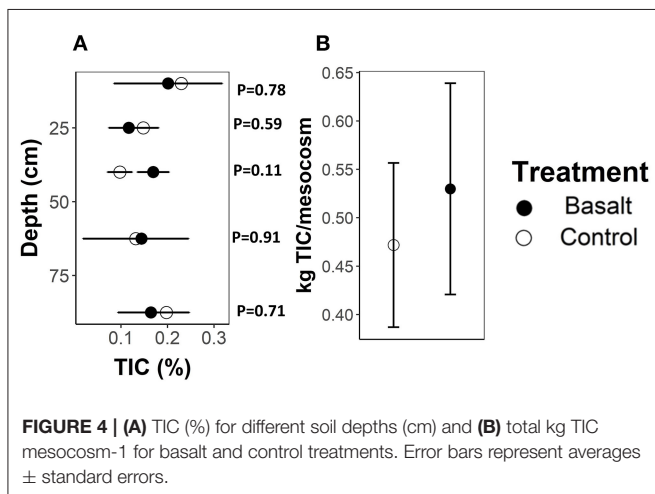 A
B
P=0.78
P=0.59
P=0.11
P=0.91
P=0.71
25
50
75
Depth (cm)
0.1 0.2 0.3
TIC (%)
0.65
0.60
0.55
0.50
0.45
0.40
kg TIC/mesocosm
Treatment
Basalt
Control
FIGURE 4 | (A) TIC (%) for different soil depths (cm) and (B) total kg TIC
mesocosm-1 for basalt and control treatments. Error bars represent averages
± standard errors.